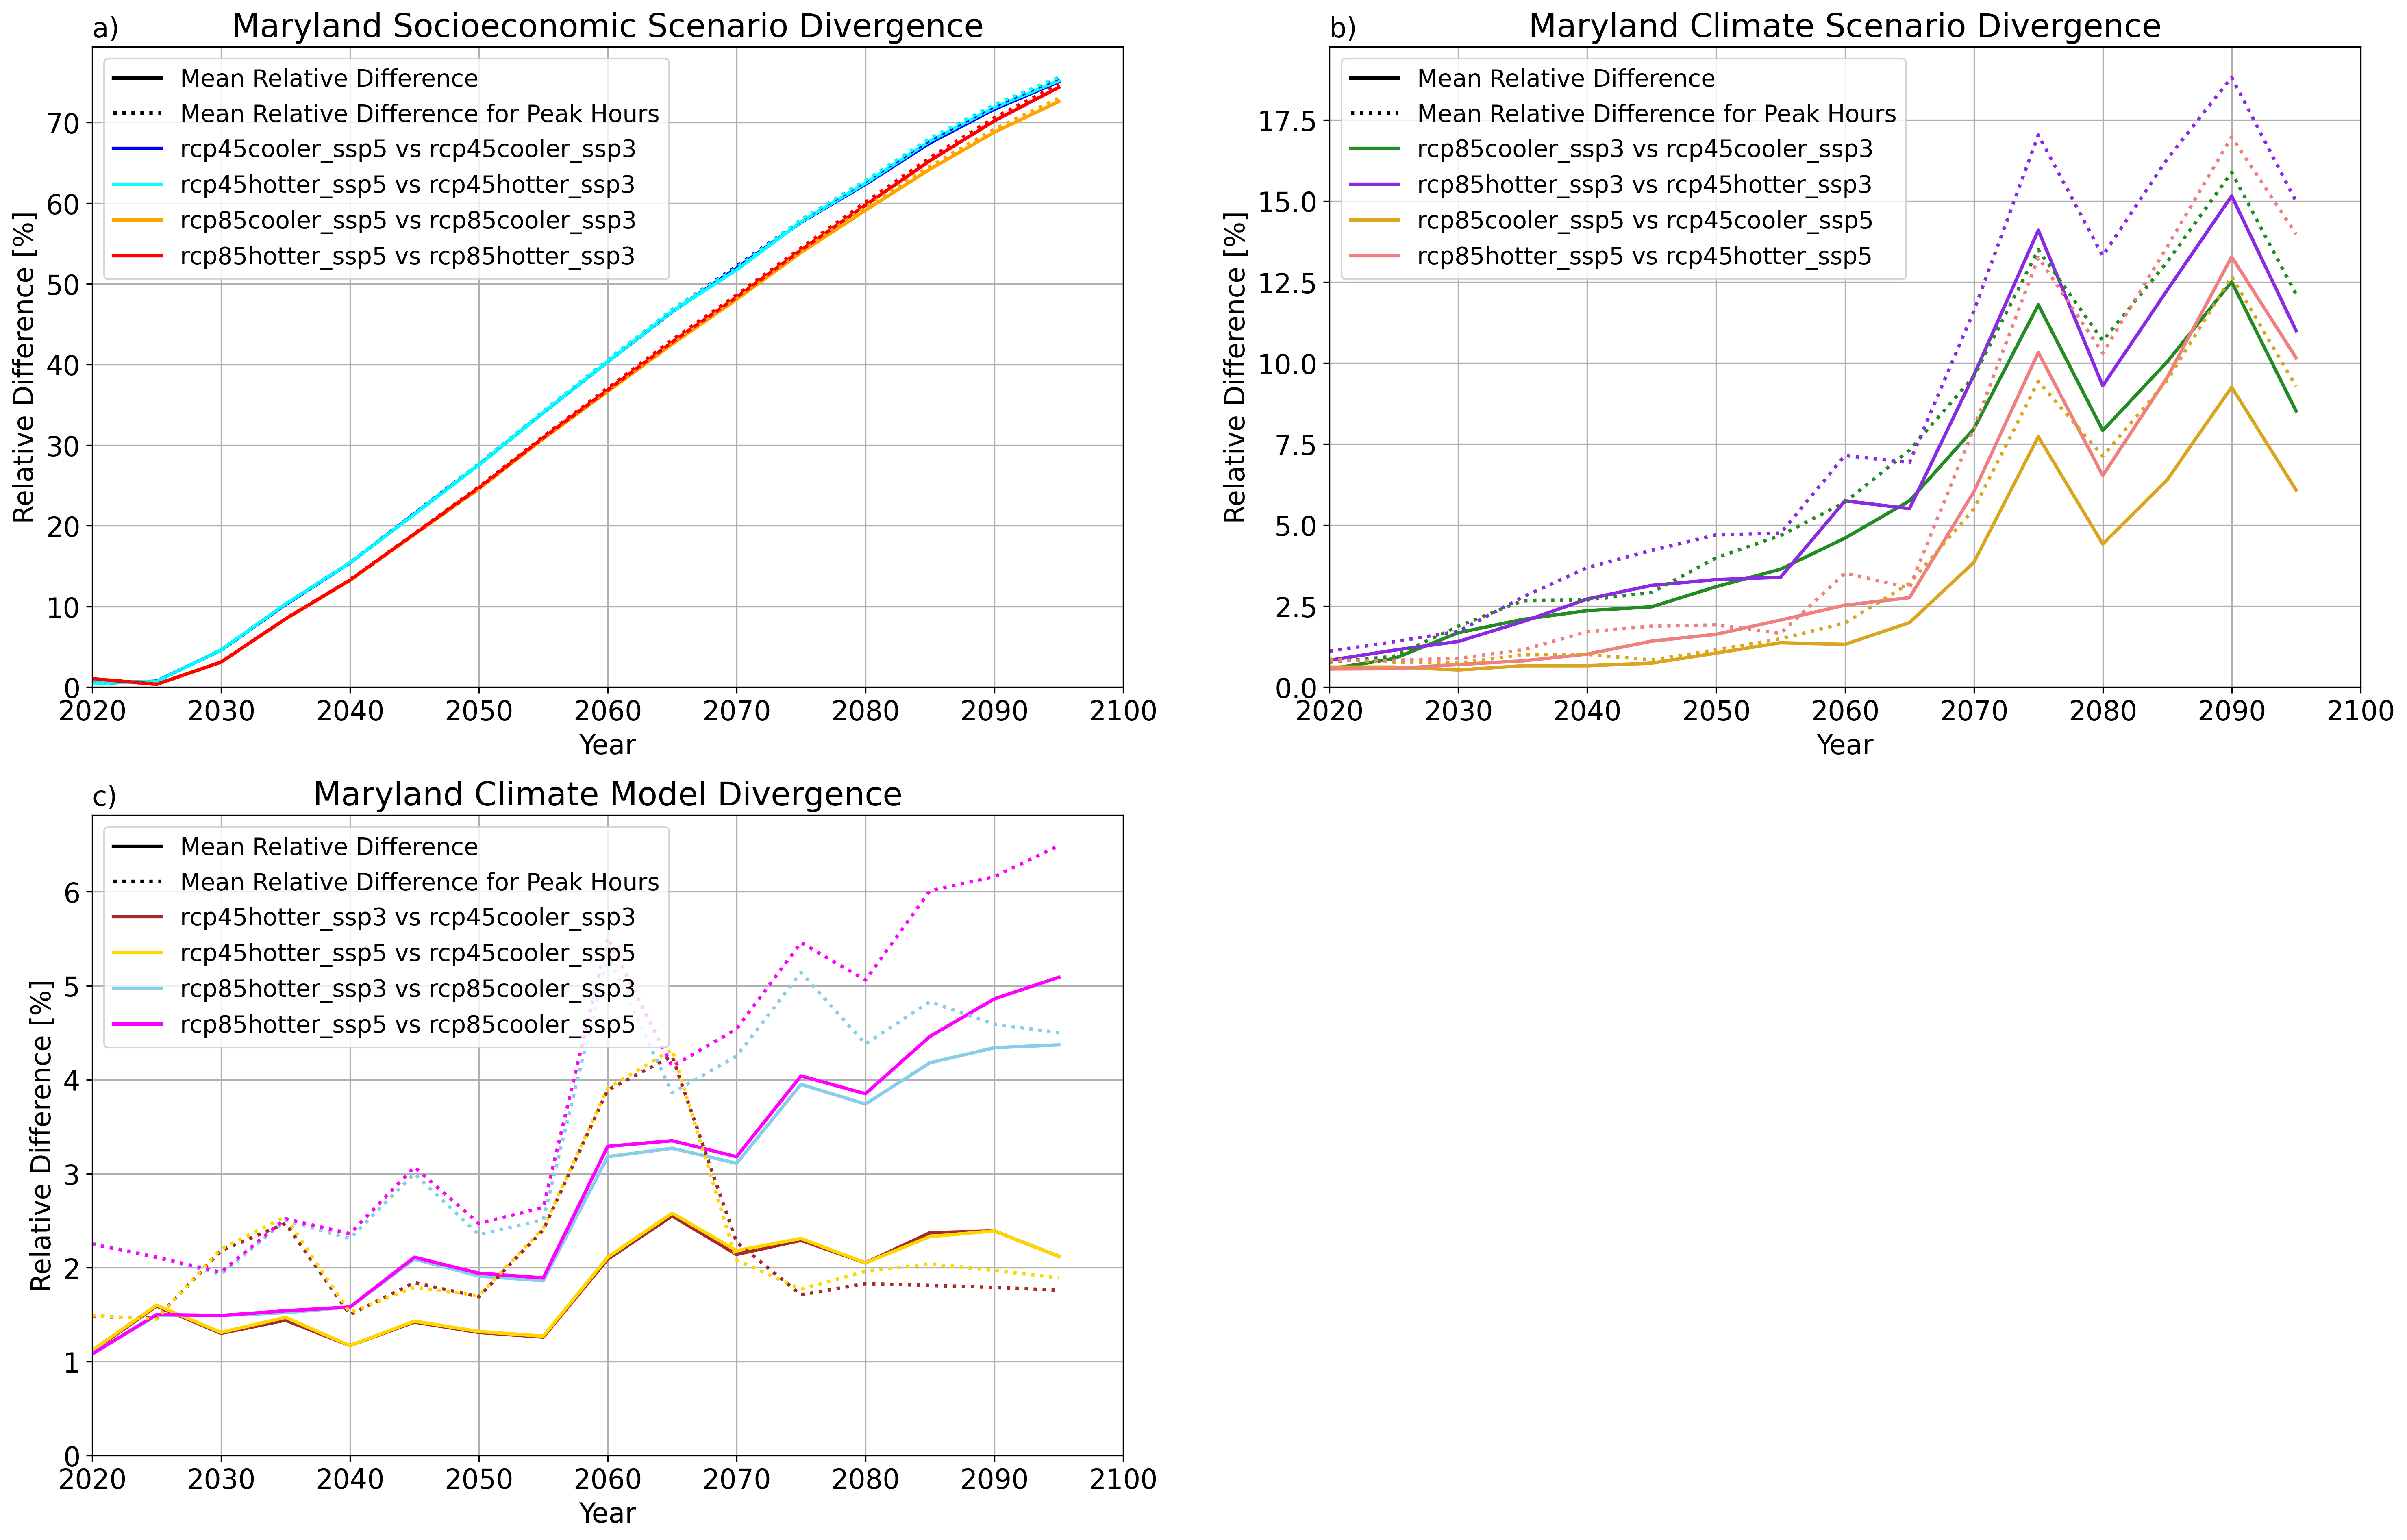 a)
Maryland Socioeconomic Scenario Divergence
Mean Relative Difference
Mean Relative Difference for Peak Hours
rcp45cooler_ssp5 vs rcp45cooler_ssp3
rcp45hotter_ssp5 vs rcp45hotter_ssp3
rcp85cooler_ssp5 vs rcp85cooler_ssp3
rcp85hotter_ssp5 vs rcp85hotter_ssp3
Relative Difference [%]
70
60
50
40
30
20
10
0
2020 2030 2040 2050 2060 2070 2080 2090 2100
Year
b)
Maryland Climate Scenario Divergence
Mean Relative Difference
Mean Relative Difference for Peak Hours
rcp85cooler_ssp3 vs rcp45cooler_ssp3
rcp85hotter_ssp3 vs rcp45hotter_ssp3
rcp85cooler_ssp5 vs rcp45cooler_ssp5
rcp85hotter_ssp5 vs rcp45hotter_ssp5
Relative Difference [%]
17.5
15.0
12.5
10.0
7.5
5.0
2.5
0.0
2020 2030 2040 2050 2060 2070 2080 2090 2100
Year
c)
Maryland Climate Model Divergence
Mean Relative Difference
Mean Relative Difference for Peak Hours
rcp45hotter_ssp3 vs rcp45cooler_ssp3
rcp45hotter_ssp5 vs rcp45cooler_ssp5
rcp85hotter_ssp3 vs rcp85cooler_ssp3
rcp85hotter_ssp5 vs rcp85cooler_ssp5
Relative Difference [%]
6
5
4
3
2
1
0
2020 2030 2040 2050 2060 2070 2080 2090 2100
Year